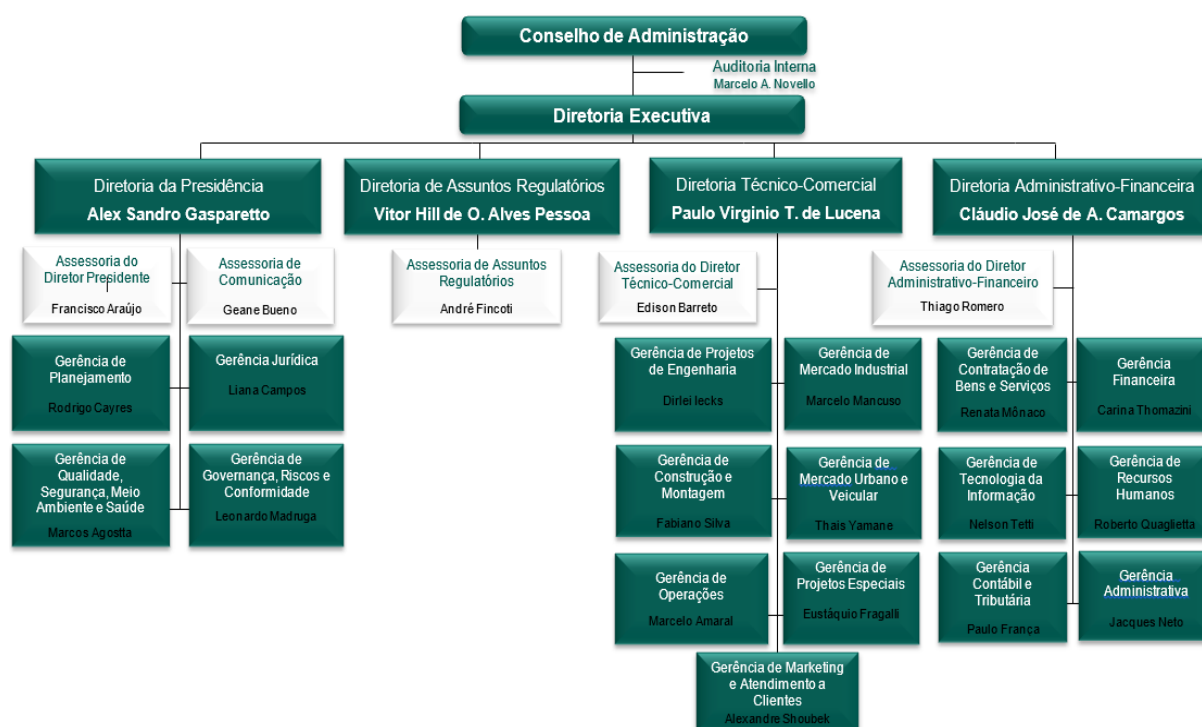 Conselho de Administração
Auditoria Interna
Marcelo A. Novello
Diretoria Executiva
Diretoria da Presidência
Alex Sandro Gasparetto
Diretoria de Assuntos Regulatórios
Vitor Hill de O. Alves Pessoa
Diretoria Técnico-Comercial
Paulo Virginio T. de Lucena
Diretoria Administrativo-Financeira
Cláudio José de A. Camargos
Assessoria do
Diretor Presidente
Francisco Araújo
Assessoria de
Comunicação
Geane Bueno
Assessoria de Assuntos
Regulatórios
André Fincoti
Assessoria do Diretor
Técnico-Comercial
Edison Barreto
Assessoria do Diretor
Administrativo-Financeiro
Thiago Romero
Gerência de
Planejamento
Rodrigo Cayres
Gerência Jurídica
Liana Campos
Gerência de Projetos
de Engenharia
Dirlei Iecks
Gerência de
Mercado Industrial
Marcelo Mancuso
Gerência de
Contratação de
Bens e Serviços
Renata Mônaco
Gerência
Financeira
Carina Thomazini
Gerência de
Qualidade,
Segurança, Meio
Ambiente e Saúde
Marcos Agostta
Gerência de
Governança, Riscos e
Conformidade
Leonardo Madruga
Gerência de
Construção e
Montagem
Fabiano Silva
Gerência de
Mercado Urbano e
Veicular
Thais Yamane
Gerência de
Tecnologia da
Informação
Nelson Tetti
Gerência de
Recursos
Humanos
Roberto Quaglietta
Gerência de
Operações
Marcelo Amaral
Gerência de
Projetos Especiais
Eustáquio Fragalli
Gerência
Contábil e
Tributária
Paulo França
Gerência
Administrativa
Jacques Neto
Gerência de Marketing
e Atendimento a
Clientes
Alexandre Shoubek